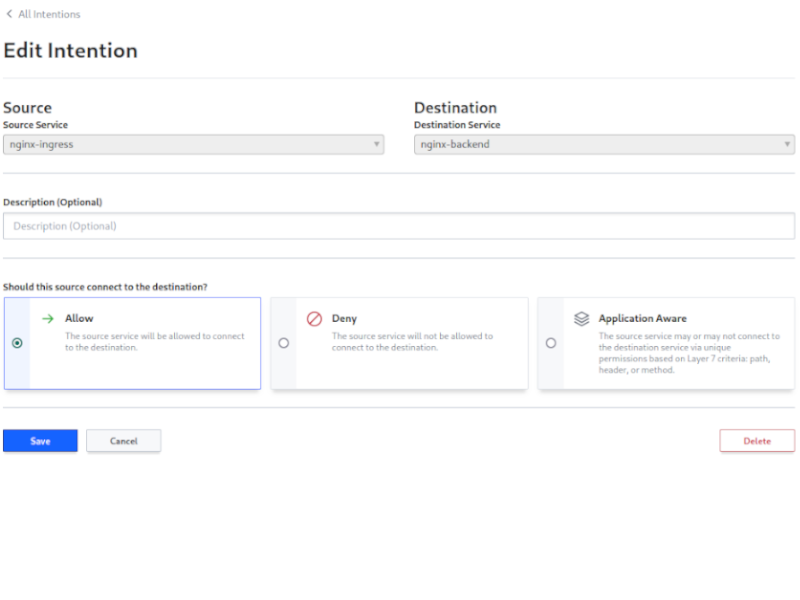 All Intentions
Edit Intention
Source
Source Service
nginx-ingress
Destination
Destination Service
nginx-backend
Description (Optional)
Description (Optional)
Should this source connect to the destination?
Allow
The source service will be allowed to connect
to the destination.
Deny
The source service will not be allowed to
connect to the destination.
Application Aware
The source service may or may not connect to
the destination service via unique
permissions based on Layer 7 criteria: path,
header, or method.
Save
Cancel
Delete